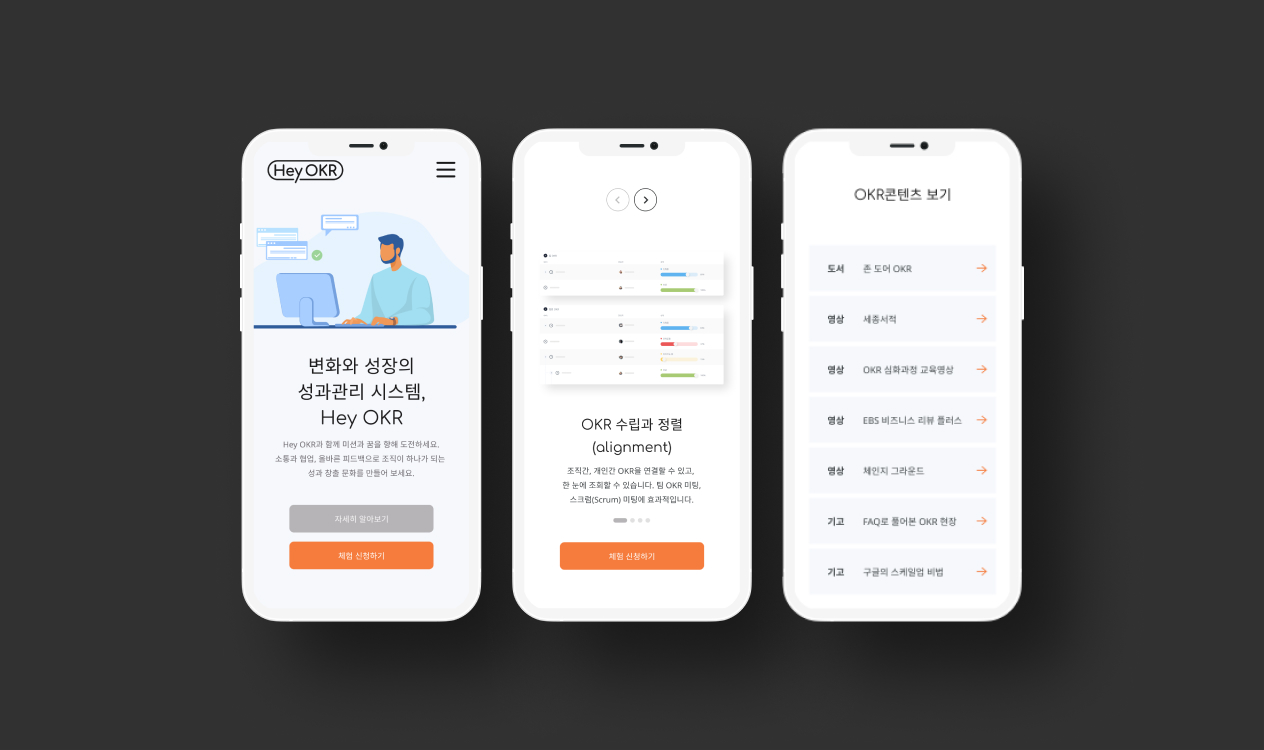 Hey OKR
변화와 성장의
성과관리 시스템,
Hey OKR
Hey OKR과 함께 미션과 꿈을 향해 도전하세요.
소통과 협업, 올바른 피드백으로 조직이 하나가 되는
성과 창출 문화를 만들어 보세요.
자세히 알아보기
체험 신청하기
OKR 수립과 정렬
(alignment)
조직간, 개인간 OKR을 연결할 수 있고,
한 눈에 조회할 수 있습니다. 팀 OKR 미팅,
스크럼(Scrum) 미팅에 효과적입니다.
체험 신청하기
OKR콘텐츠 보기
도서 존 도어 OKR
영상 세종서적
영상 OKR 심화과정 교육영상
영상 EBS 비즈니스 리뷰 플러스
영상 체인지 그라운드
기고 FAQ로 풀어본 OKR 현장
기고 구글의 스케일업 비법